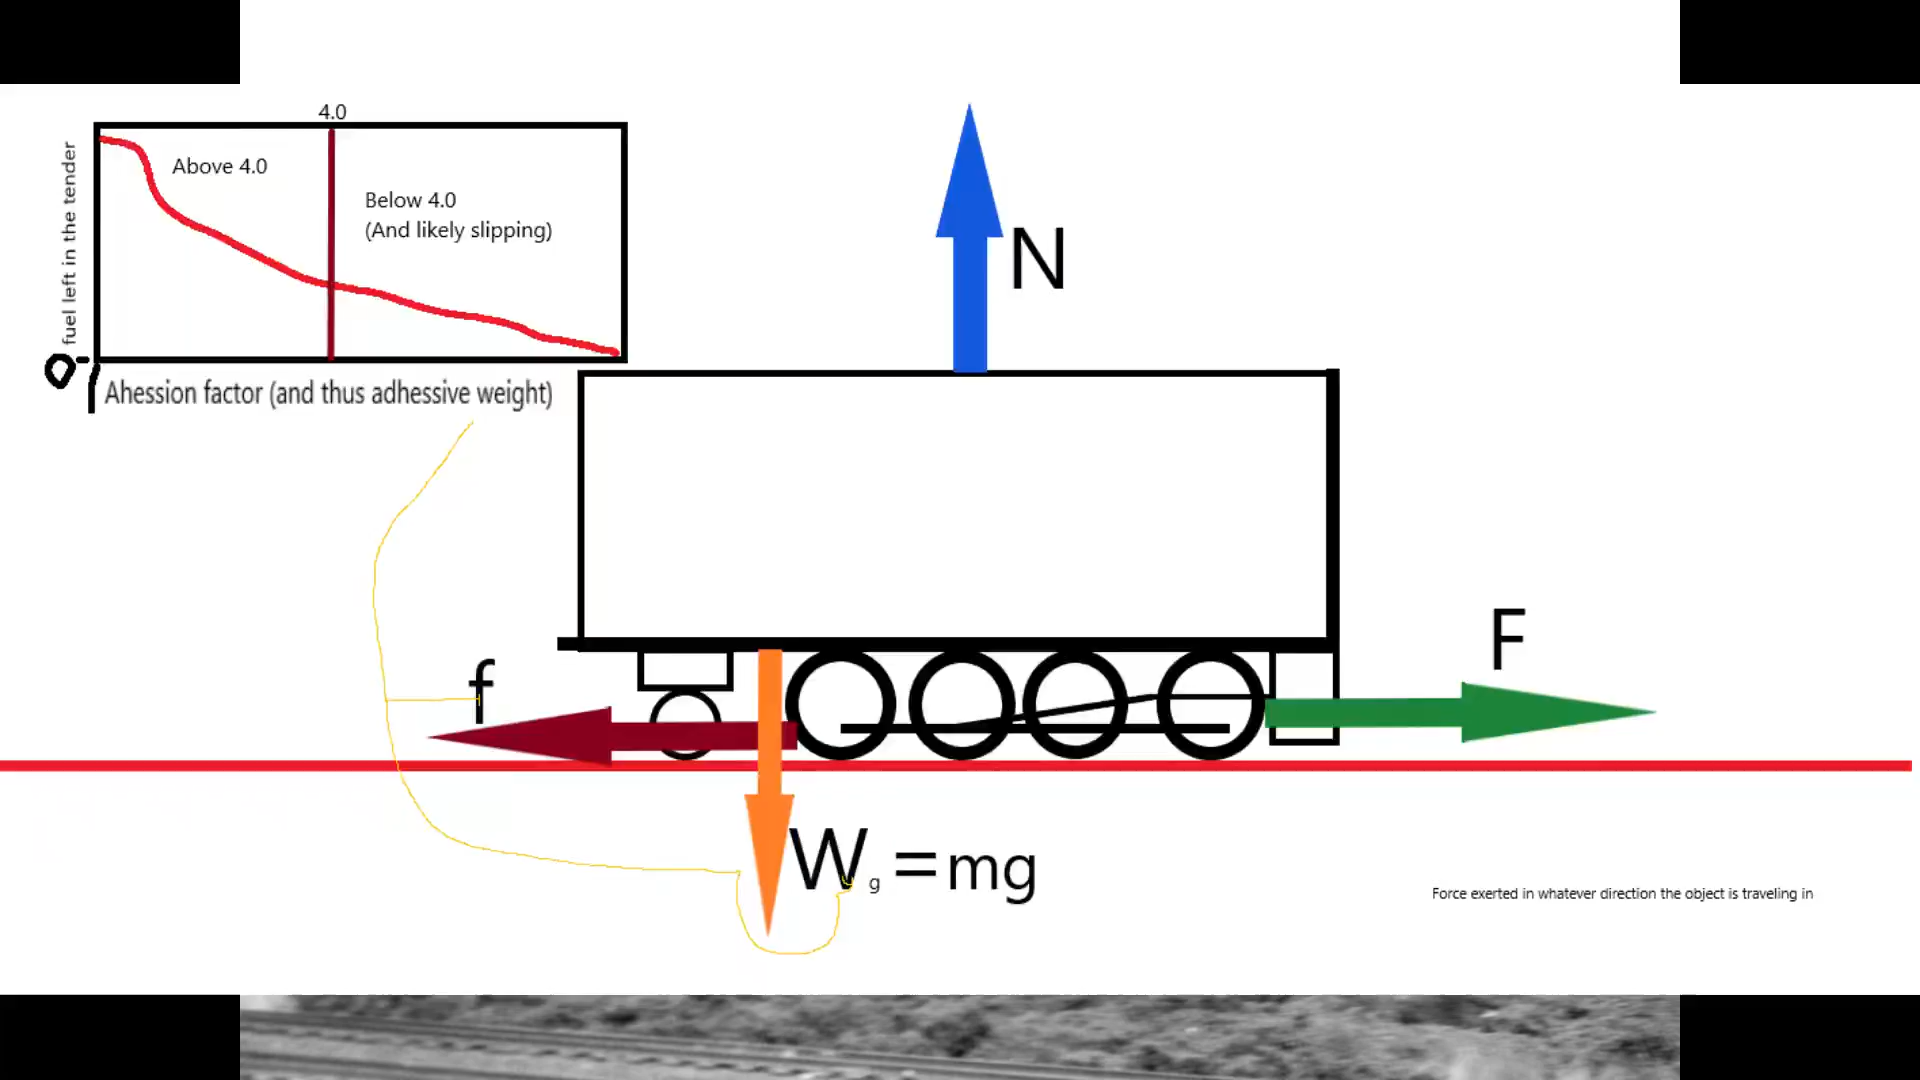 4.0
fuel left in the tender
Above 4.0
Below 4.0
(And likely slipping)
0
Ahession factor (and thus adhessive weight)
N
F
f
Wg =mg
Force exerted in whatever direction the object is traveling in